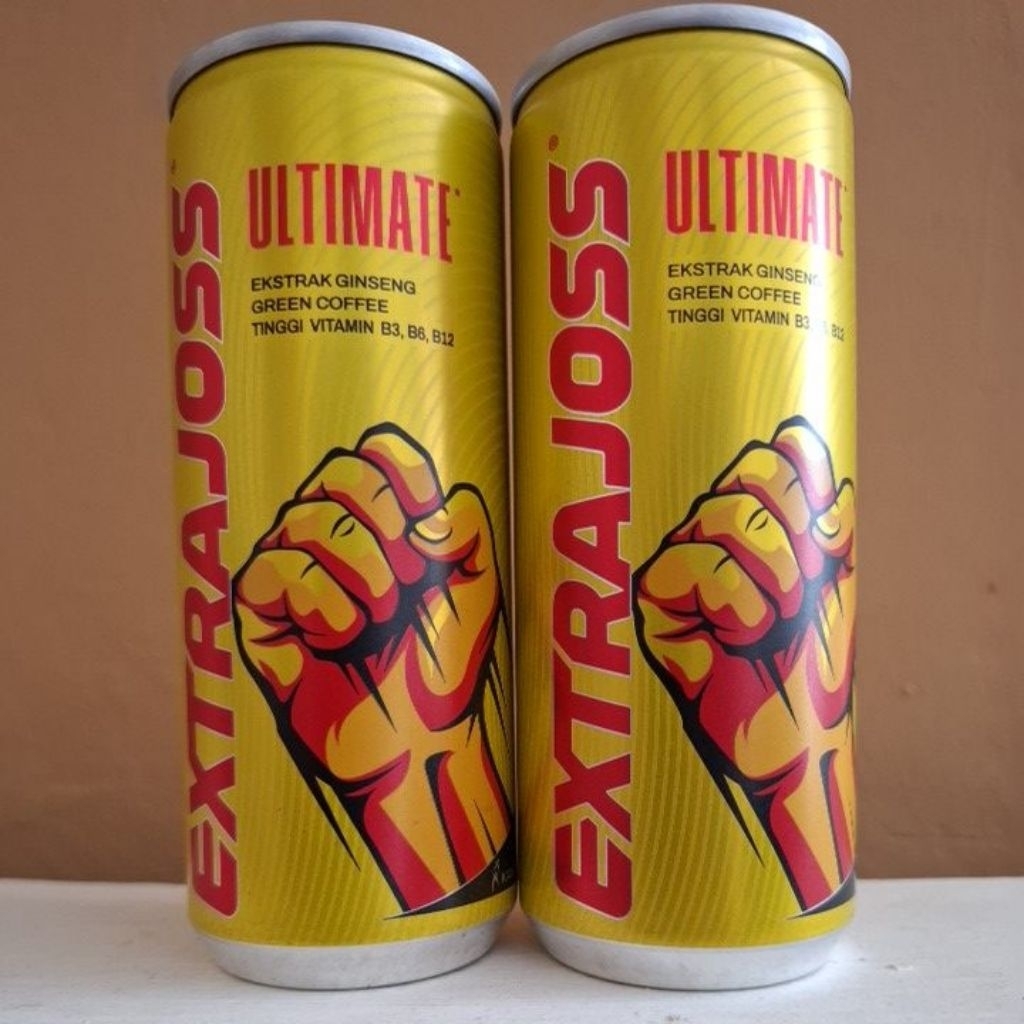 EXTRAJOSS
ULTIMATE
EKSTRAK GINSENG
GREEN COFFEE
TINGGI VITAMIN B3, B6, B12
EXTRAJOSS
ULTIMATE
EKSTRAK GINSENG
GREEN COFFEE
TINGGI VITAMIN B3, B12